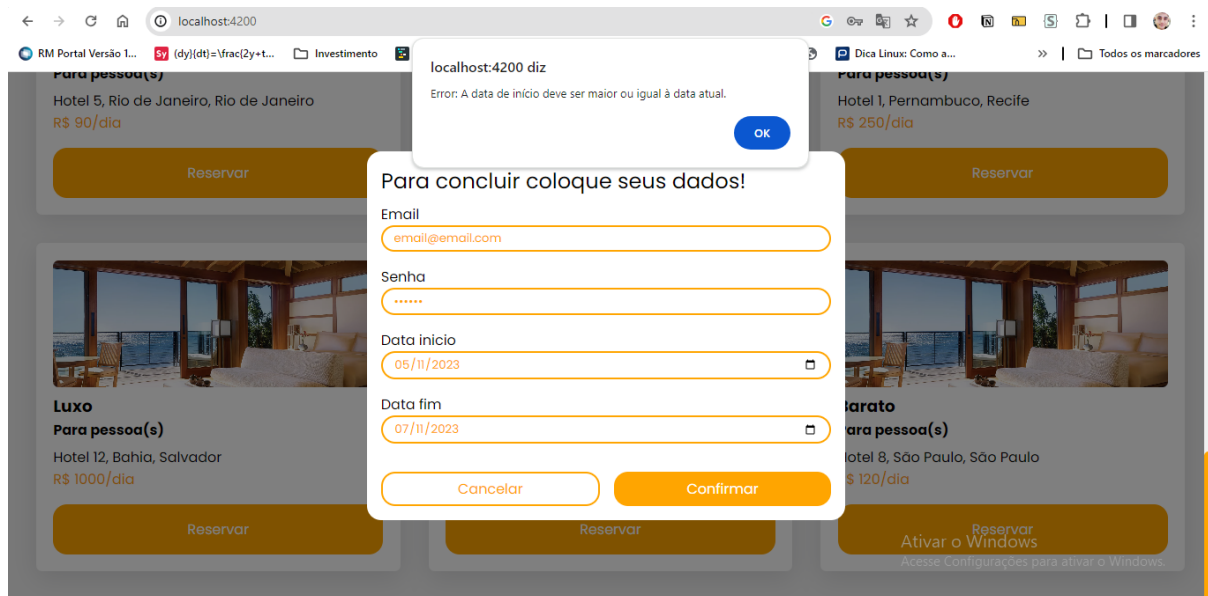 localhost:4200
RM Portal Versão 1...
Sy (dy)(dt)=\frac{2y+t...
Investimento
Dica Linux: Como a...
»
Todos os marcadores
localhost:4200 diz
Error: A data de início deve ser maior ou igual à data atual.
OK
Para pessoa(s)
Hotel 5, Rio de Janeiro, Rio de Janeiro
R$ 90/dia
Reservar
Para pessoa(s)
Hotel 1, Pernambuco, Recife
R$ 250/dia
Reservar
Para concluir coloque seus dados!
Email
email@email.com
Senha
••••••
Data inicio
05/11/2023
Data fim
07/11/2023
Cancelar
Confirmar
Luxo
Para pessoa(s)
Hotel 12, Bahia, Salvador
R$ 1000/dia
Reservar
Reservar
Barato
Para pessoa(s)
Hotel 8, São Paulo, São Paulo
R$ 120/dia
Reservar
Ativar o Windows
Acesse Configurações para ativar o Windows.